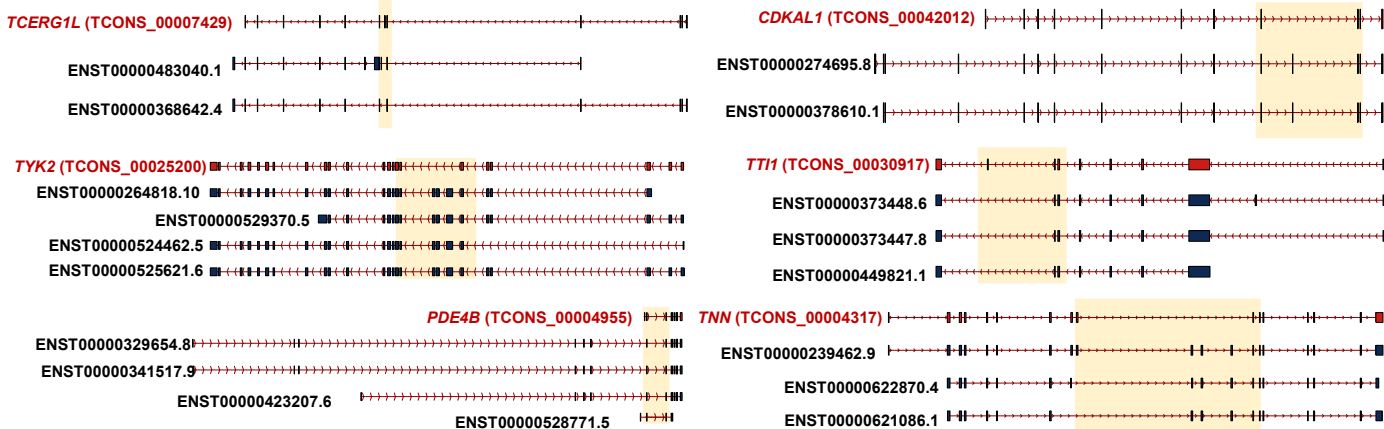 TCERG1L (TCONS_00007429)
ENST00000483040.1
ENST00000368642.4
CDKAL1 (TCONS_00042012)
ENST00000274695.8
ENST00000378610.1
TYK2 (TCONS_00025200)
ENST00000264818.10
ENST00000529370.5
ENST00000524462.5
ENST00000525621.6
TTI1 (TCONS_00030917)
ENST00000373448.6
ENST00000373447.8
ENST00000449821.1
PDE4B (TCONS_00004955)
ENST00000329654.8
ENST00000341517.9
ENST00000423207.6
ENST00000528771.5
TNN (TCONS_00004317)
ENST00000239462.9
ENST00000622870.4
ENST00000621086.1